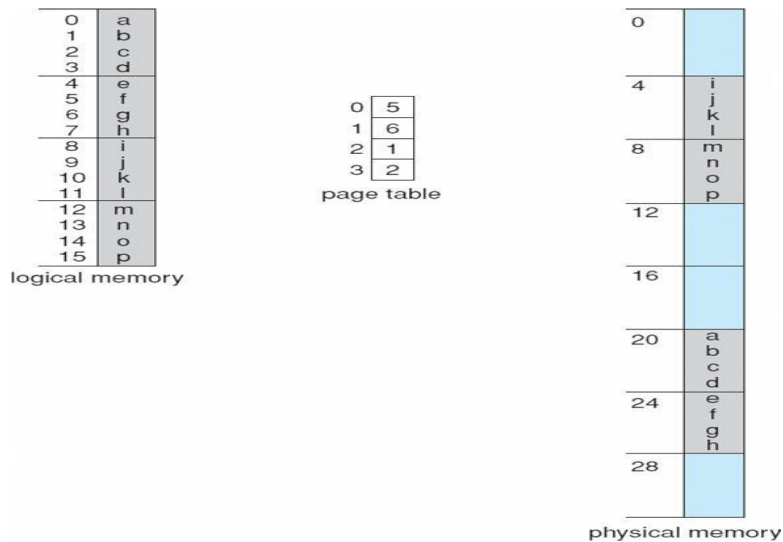 0 a
1 b
2 c
3 d
4 e
5 f
6 g
7 h
8 i
9 j
10 k
11 l
12 m
13 n
14 o
15 p
logical memory
0 5
1 6
2 1
3 2
page table
0
4 i
j
k
l
8 m
n
o
p
12
16
20 a
b
c
d
24 e
f
g
h
28
physical memory